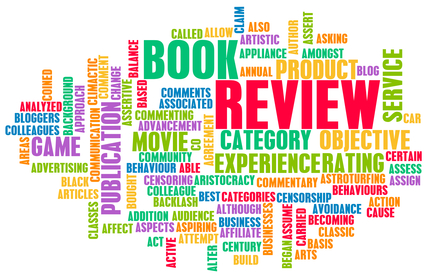 CALLED ALLOW CLAIM ALSO
ARTISTIC AUTHOR ASSERT
BOOK APPLIANCE AMONGST ASKING
ANNUAL PRODUCT BLOG
COINED CLIMACTIC COMMENT CHANGE BALANCE
ANALYZED BACKGROUND APPROACH ASSERTIVE BASED
COMMENTS
ASSOCIATED
REVIEW SERVICE
BLOGGERS
COLLEAGUES
COMMENTING
ADVANCEMENT
CAR
AREAS GAME COMMUNICATION PUBLICATION
MOVIE CO AGREEMENT CATEGORY OBJECTIVE
COMMUNITY EXPERIENCE RATING CERTAIN
ADVERTISING BEHAVIOUR ABLE ASSESS
BLACK BOUGHT CENSORING ARISTOCRACY COMMENTARY ASTROTURFING ASSIGN
ARTICLES COLLEAGUE BEHAVIOURS
BACKLASH BEST CATEGORIES CENSORSHIP ACTION
CLASSES ADDITION AUDIENCE ALTHOUGH BUSINESSES ASSUME AVOIDANCE CAUSE
AFFECT ASPECTS ASPIRING BUSINESS CARRIED BECOMING
ACT ATTEMPT AFFILIATE CLASSIC
ACTIVE ALTER CENTURY BEGAN BASIS
BUILD ARTS